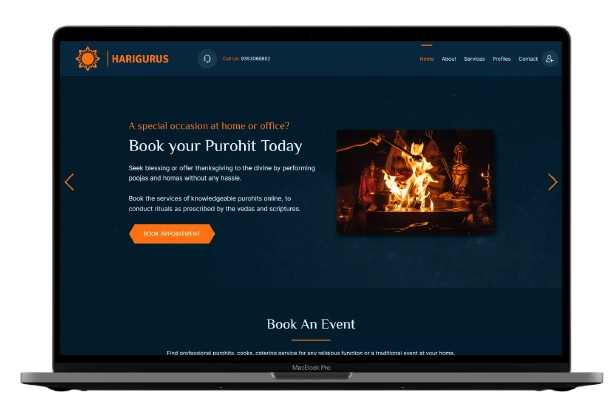 HARIGURUS
Call Us: 9353066802
Home About Services Profiles Contact
A special occasion at home or office?
Book your Purohit Today
Seek blessing or offer thanksgiving to the divine by performing
poojas and homas without any hassle.
Book the services of knowledgeable purohits online, to
conduct rituals as prescribed by the vedas and scriptures.
BOOK APPOINTMENT
Book An Event
Find professional purohits, cooks, catering service for any religious function or a traditional event at your home.
MacBook Pro